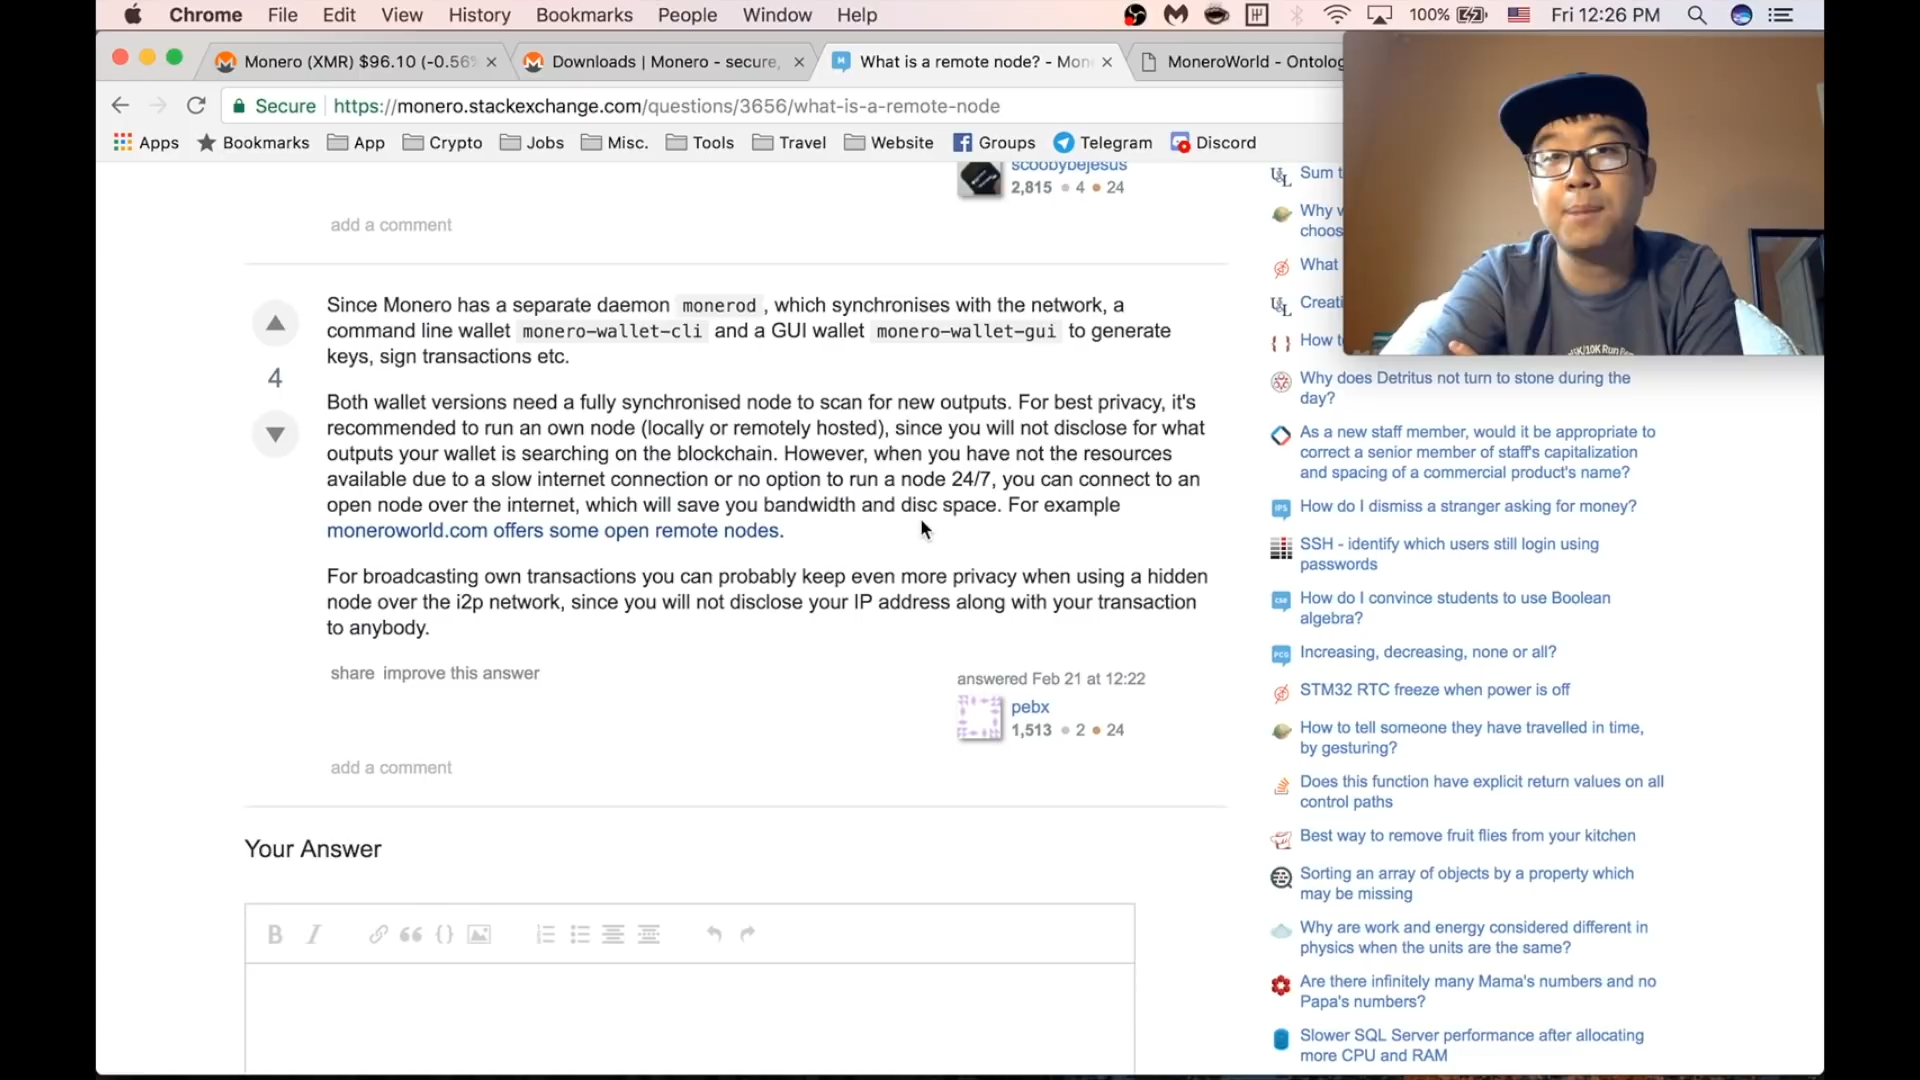 Chrome File Edit View History Bookmarks People Window Help 100% Fri 12:26 PM
Monero (XMR) $96.10 (-0.56% Downloads | Monero - secure, What is a remote node? - Mon MoneroWorld - Ontolog
Secure https://monero.stackexchange.com/questions/3656/what-is-a-remote-node
Apps Bookmarks App Crypto Jobs Misc. Tools Travel Website Groups Telegram Discord
scoobybejesus
2,815 4 24
add a comment
Since Monero has a separate daemon monerod , which synchronises with the network, a
command line wallet monero-wallet-cli and a GUI wallet monero-wallet-gui to generate
keys, sign transactions etc.
4
Both wallet versions need a fully synchronised node to scan for new outputs. For best privacy, it's
recommended to run an own node (locally or remotely hosted), since you will not disclose for what
outputs your wallet is searching on the blockchain. However, when you have not the resources
available due to a slow internet connection or no option to run a node 24/7, you can connect to an
open node over the internet, which will save you bandwidth and disc space. For example
moneroworld.com offers some open remote nodes.
For broadcasting own transactions you can probably keep even more privacy when using a hidden
node over the i2p network, since you will not disclose your IP address along with your transaction
to anybody.
share improve this answer
answered Feb 21 at 12:22
pebx
1,513 2 24
add a comment
Your Answer
B I
Sum t
Why v
choos
What
Creati
How t
5K/10K Run
Why does Detritus not turn to stone during the
day?
As a new staff member, would it be appropriate to
correct a senior member of staff's capitalization
and spacing of a commercial product's name?
IPS
How do I dismiss a stranger asking for money?
SSH - identify which users still login using
passwords
cse
How do I convince students to use Boolean
algebra?
PCG
Increasing, decreasing, none or all?
STM32 RTC freeze when power is off
How to tell someone they have travelled in time,
by gesturing?
Does this function have explicit return values on all
control paths
Best way to remove fruit flies from your kitchen
Sorting an array of objects by a property which
may be missing
Why are work and energy considered different in
physics when the units are the same?
Are there infinitely many Mama's numbers and no
Papa's numbers?
Slower SQL Server performance after allocating
more CPU and RAM